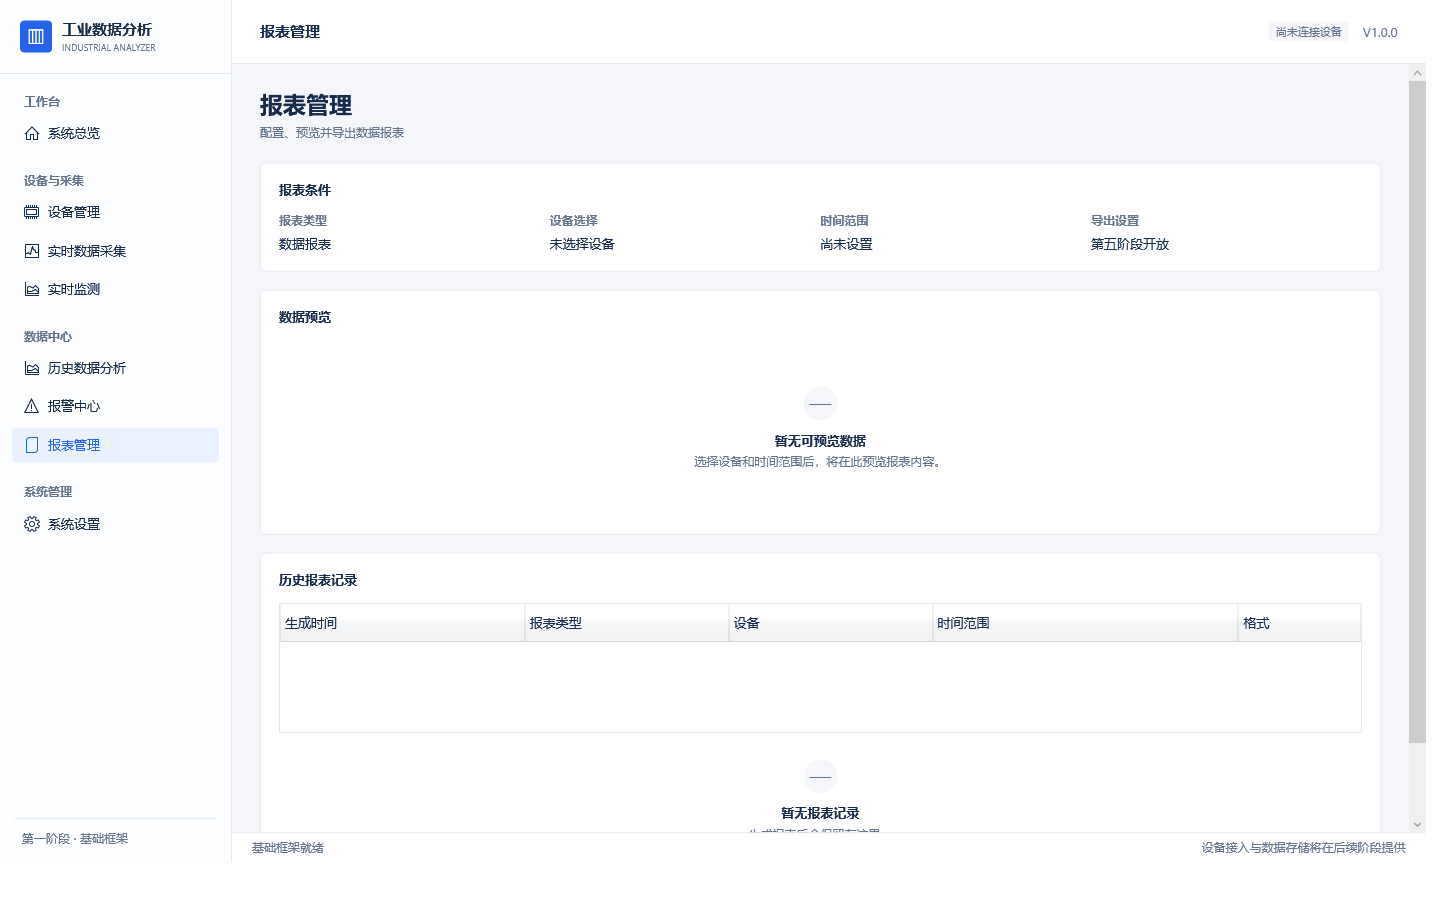 工业数据分析
INDUSTRIAL ANALYZER
工作台
系统总览
设备与采集
设备管理
实时数据采集
实时监测
数据中心
历史数据分析
报警中心
报表管理
系统管理
系统设置
第一阶段 · 基础框架
报表管理
尚未连接设备
V1.0.0
报表管理
配置、预览并导出数据报表
报表条件
报表类型
设备选择
时间范围
导出设置
数据报表
未选择设备
尚未设置
第五阶段开放
数据预览
暂无可预览数据
选择设备和时间范围后，将在此预览报表内容。
历史报表记录
生成时间
报表类型
设备
时间范围
格式
暂无报表记录
基础框架就绪
设备接入与数据存储将在后续阶段提供